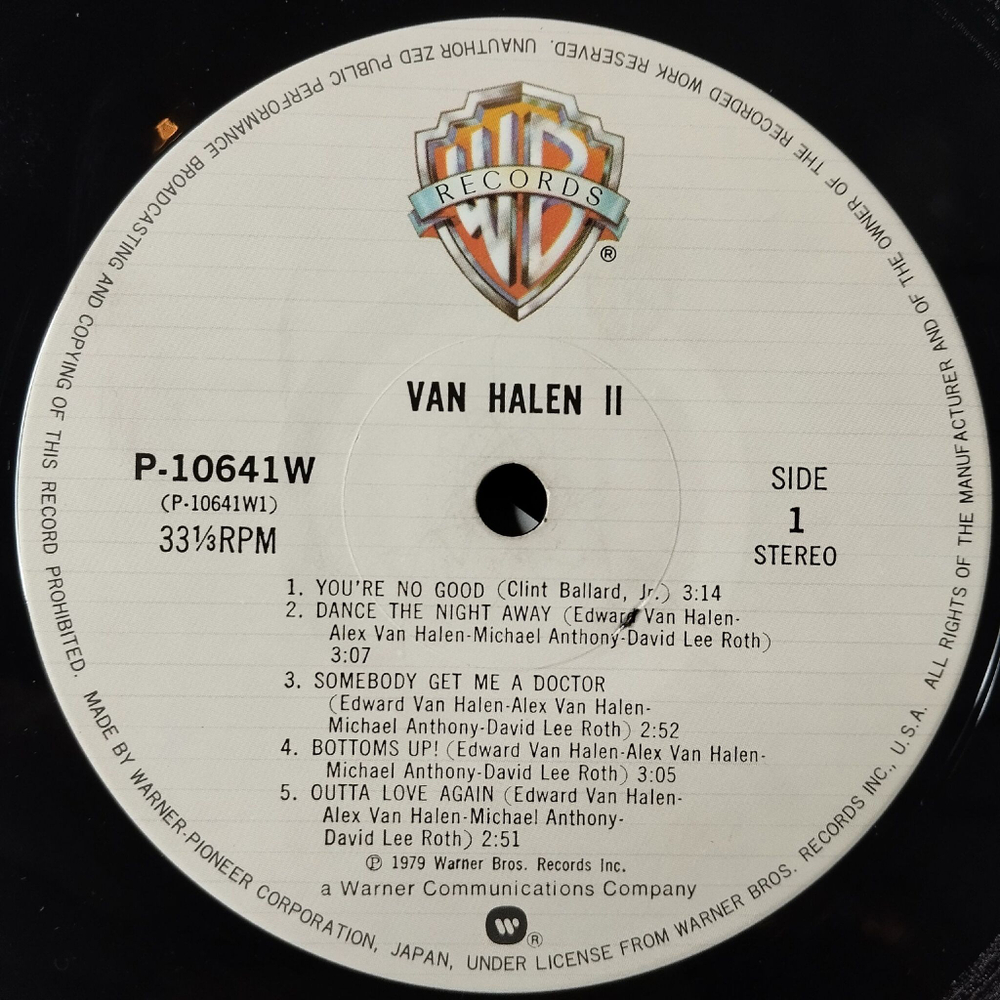 WB
RECORDS
®
VAN HALEN II
P-10641W
(P-10641W1)
33⅓RPM
SIDE
1
STEREO
1. YOU'RE NO GOOD (Clint Ballard, Jr.) 3:14
2. DANCE THE NIGHT AWAY (Edward Van Halen-
Alex Van Halen-Michael Anthony-David Lee Roth)
3:07
3. SOMEBODY GET ME A DOCTOR
(Edward Van Halen-Alex Van Halen-
Michael Anthony-David Lee Roth) 2:52
4. BOTTOMS UP! (Edward Van Halen-Alex Van Halen-
Michael Anthony-David Lee Roth) 3:05
5. OUTTA LOVE AGAIN (Edward Van Halen-
Alex Van Halen-Michael Anthony-
David Lee Roth) 2:51
℗ 1979 Warner Bros. Records Inc.
a Warner Communications Company
W ®
MADE BY WARNER-PIONEER CORPORATION, JAPAN, UNDER LICENSE FROM WARNER BROS. RECORDS INC., U.S.A. ALL RIGHTS OF THE MANUFACTURER AND OF THE OWNER OF THE RECORDED WORK RESERVED. UNAUTHOR ZED PUBLIC PERFORMANCE BROADCASTING AND COPYING OF THIS RECORD PROHIBITED.